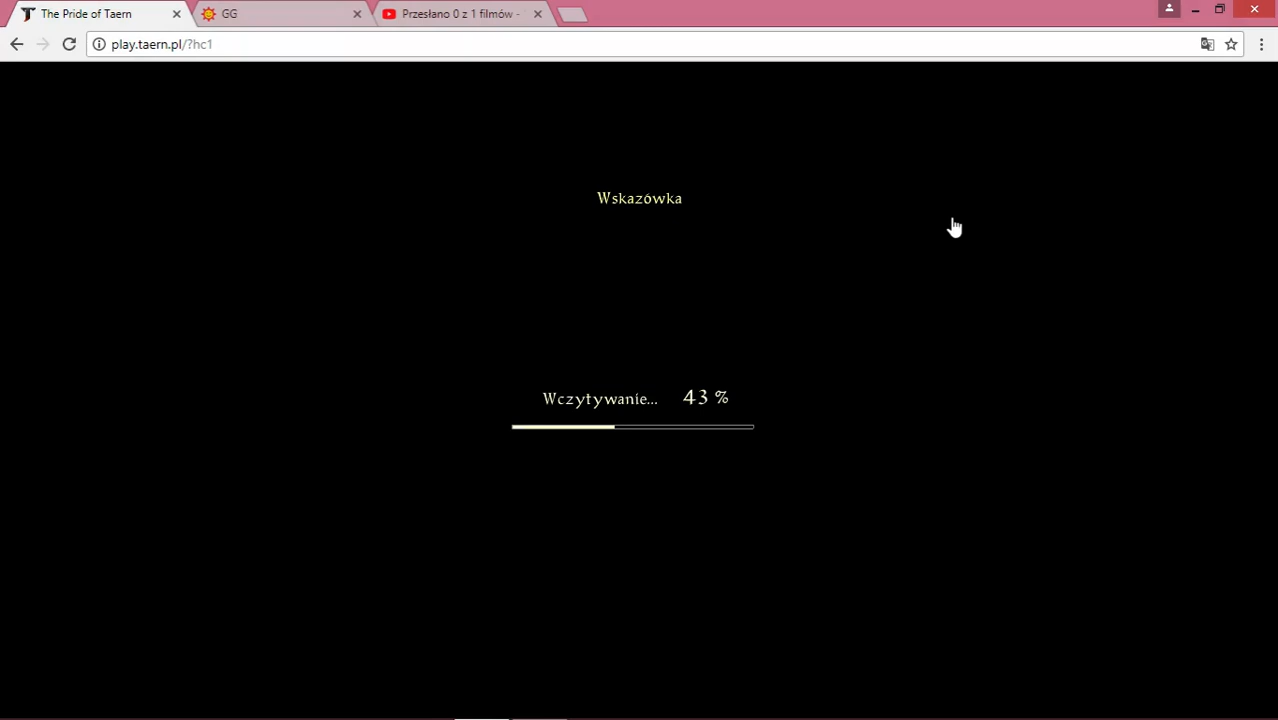 The Pride of Taern
GG
Przesłano 0 z 1 filmów -
play.taern.pl/?hc1
Wskazówka
Wczytywanie... 43 %